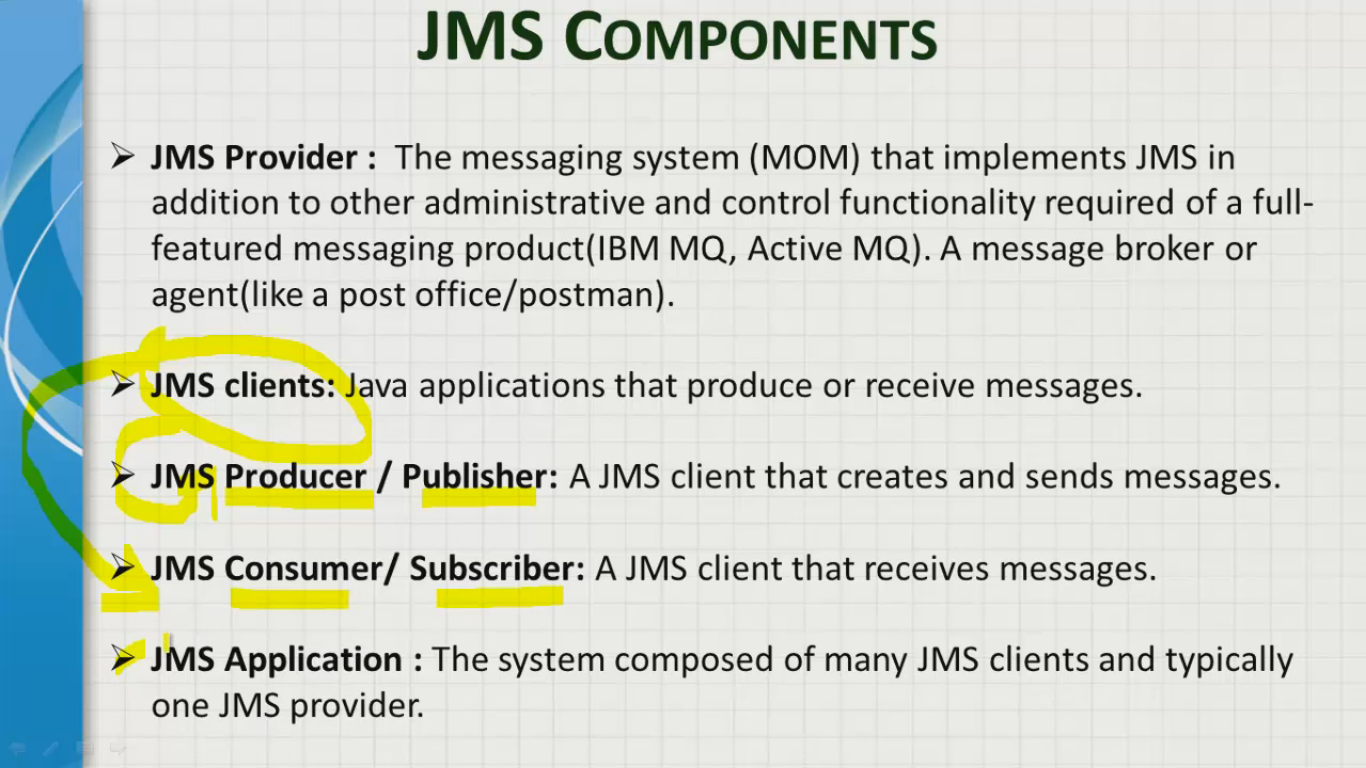 JMS COMPONENTS
➢ JMS Provider : The messaging system (MOM) that implements JMS in
addition to other administrative and control functionality required of a full-
featured messaging product(IBM MQ, Active MQ). A message broker or
agent(like a post office/postman).
➢ JMS clients: Java applications that produce or receive messages.
➢ JMS Producer / Publisher: A JMS client that creates and sends messages.
➢ JMS Consumer/ Subscriber: A JMS client that receives messages.
➢ JMS Application : The system composed of many JMS clients and typically
one JMS provider.